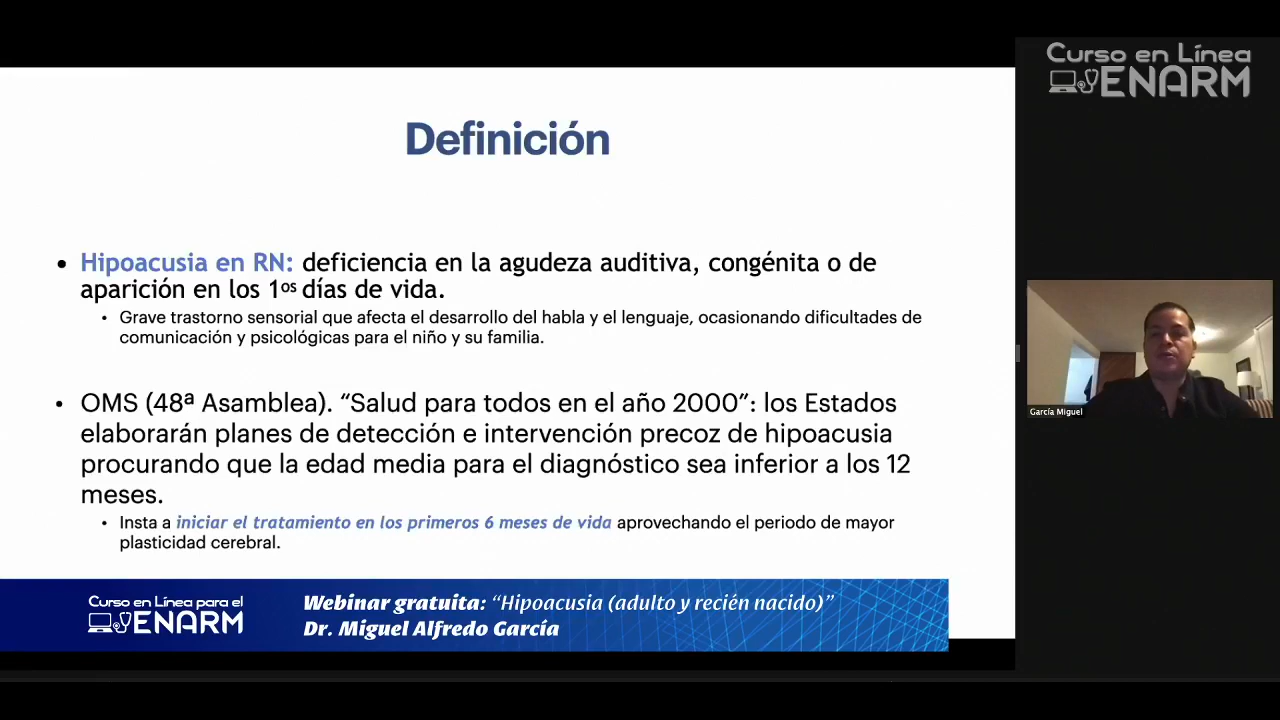 Curso en Línea
ENARM
Definición
• Hipoacusia en RN: deficiencia en la agudeza auditiva, congénita o de
aparición en los 1os días de vida.
• Grave trastorno sensorial que afecta el desarrollo del habla y el lenguaje, ocasionando dificultades de
comunicación y psicológicas para el niño y su familia.
• OMS (48ª Asamblea). “Salud para todos en el año 2000”: los Estados
elaborarán planes de detección e intervención precoz de hipoacusia
procurando que la edad media para el diagnóstico sea inferior a los 12
meses.
• Insta a iniciar el tratamiento en los primeros 6 meses de vida aprovechando el periodo de mayor
plasticidad cerebral.
García Miguel
Curso en Línea para el
ENARM
Webinar gratuita: “Hipoacusia (adulto y recién nacido)”
Dr. Miguel Alfredo García